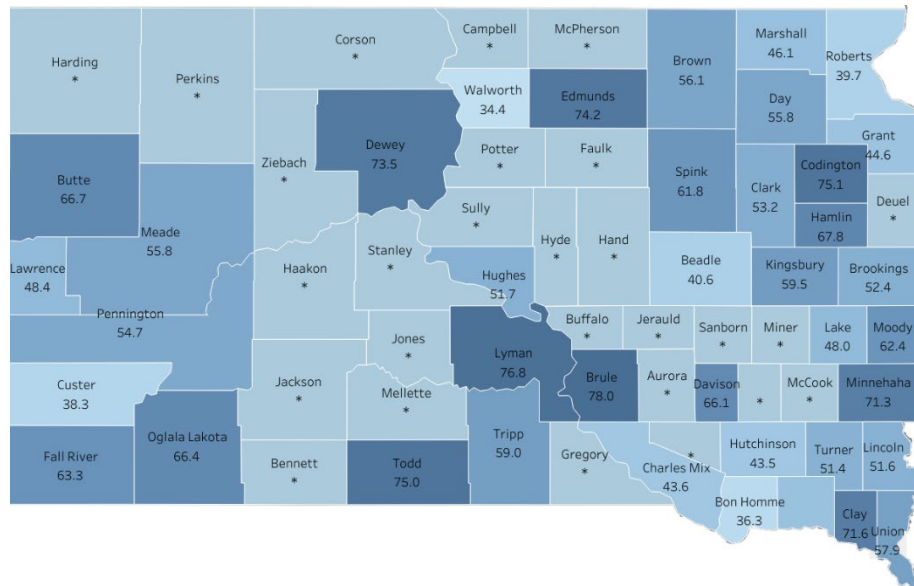 Harding
*
Perkins
*
Corson
*
Campbell
*
McPherson
*
Brown
56.1
Marshall
46.1
Roberts
39.7
Walworth
34.4
Edmunds
74.2
Day
55.8
Butte
66.7
Ziebach
*
Dewey
73.5
Potter
*
Faulk
*
Spink
61.8
Clark
53.2
Codington
75.1
Grant
44.6
Deuel
*
Hamlin
67.8
Meade
55.8
Sully
*
Lawrence
48.4
Haakon
*
Stanley
*
Hughes
51.7
Hyde
*
Hand
*
Beadle
40.6
Kingsbury
59.5
Brookings
52.4
Pennington
54.7
Jones
*
Lyman
76.8
Buffalo
*
Jerauld
*
Sanborn
*
Miner
*
Lake
48.0
Moody
62.4
Custer
38.3
Jackson
*
Mellette
*
Brule
78.0
Aurora
*
Davison
66.1
*
McCook
*
Minnehaha
71.3
Fall River
63.3
Oglala Lakota
66.4
Bennett
*
Todd
75.0
Tripp
59.0
Gregory
*
*
Charles Mix
43.6
Hutchinson
43.5
Turner
51.4
Lincoln
51.6
Bon Homme
36.3
Clay
71.6
Union
57.9